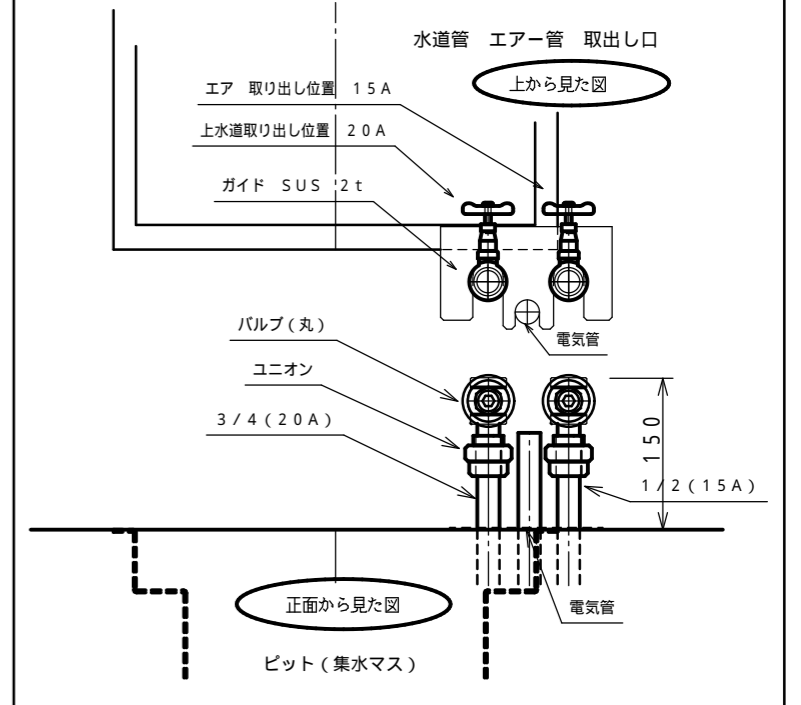 水道管 エアー管 取出し口
上から見た図
エア 取り出し位置 15A
上水道取り出し位置 20A
ガイド SUS 2t
電気管
バルブ(丸)
ユニオン
3/4(20A)
150
1/2(15A)
正面から見た図
電気管
ピット(集水マス)